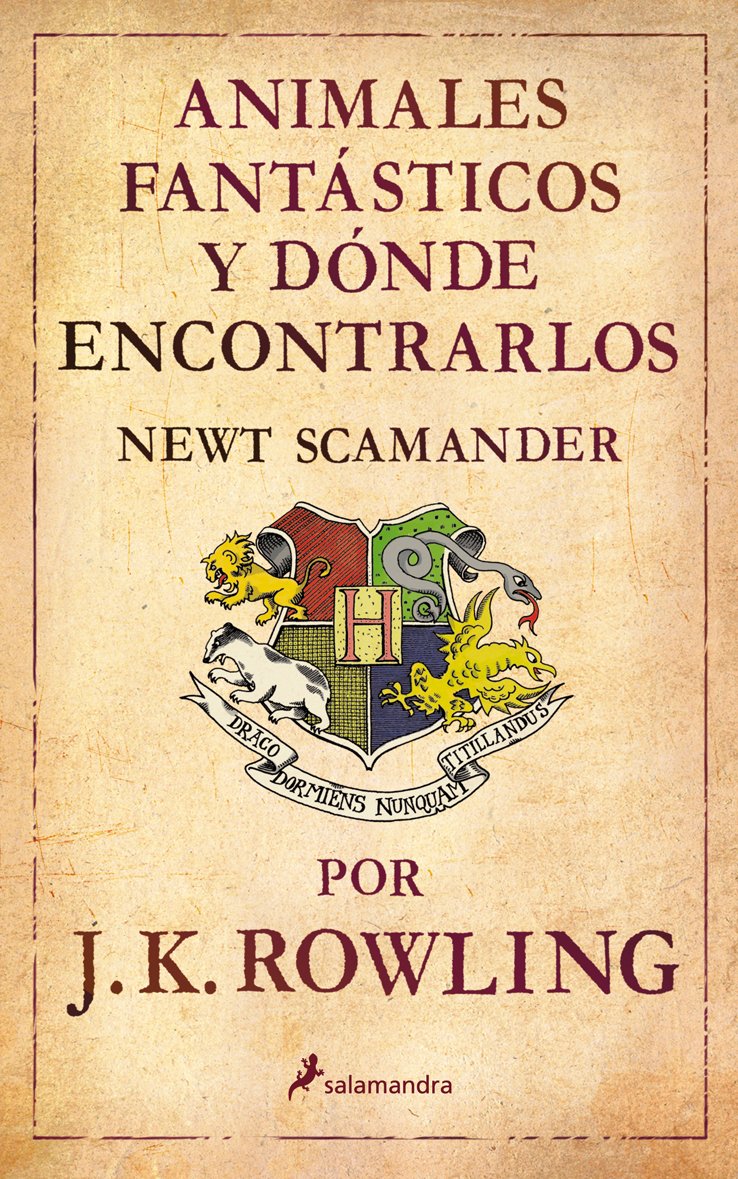 ANIMALES
FANTÁSTICOS
Y DÓNDE
ENCONTRARLOS
NEWT SCAMANDER
H
DRACO
DORMIENS NUNQUAM
TITILLANDUS
POR
J.K. ROWLING
salamandra